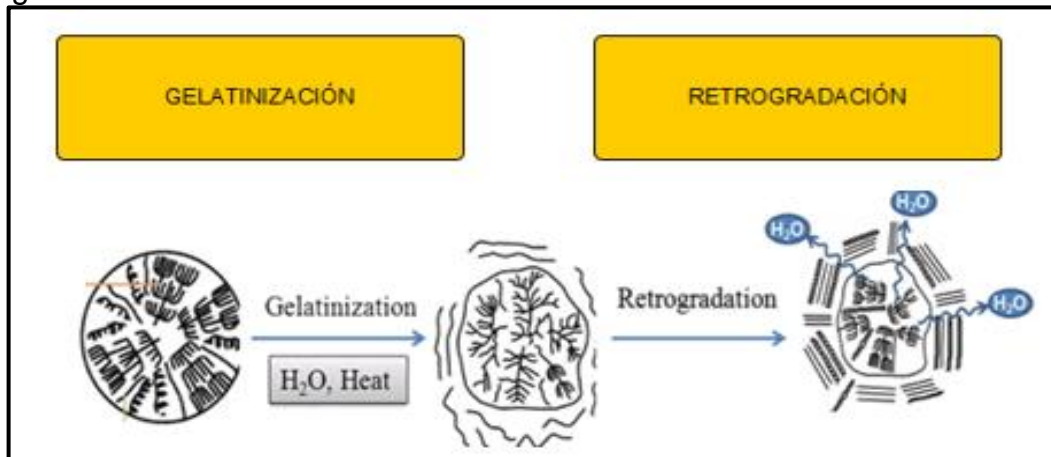 GELATINIZACIÓN
RETROGRADACIÓN
H₂O
H₂O
Gelatinization
Retrogradation
H₂O
H₂O, Heat